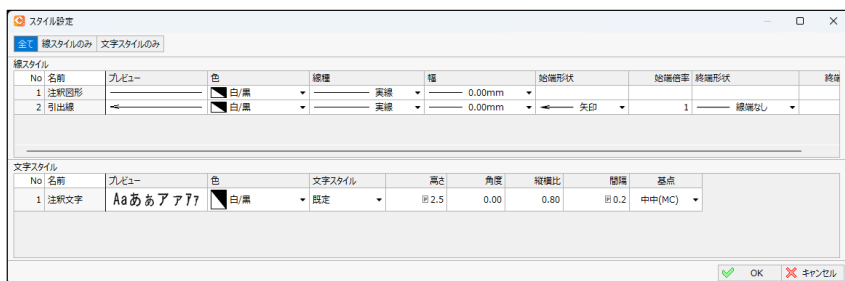 スタイル設定
全て 線スタイルのみ 文字スタイルのみ
線スタイル
No 名前 プレビュー 色 線種 幅 始端形状 始端倍率 終端形状 終端
1 注釈図形 白/黒 実線 0.00mm
2 引出線 白/黒 実線 0.00mm 矢印 1 線端なし
文字スタイル
No 名前 プレビュー 色 文字スタイル 高さ 角度 縦横比 間隔 基点
1 注釈文字 Aaあぁアァｱｧ 白/黒 既定 2.5 0.00 0.80 0.2 中中(MC)
OK キャンセル